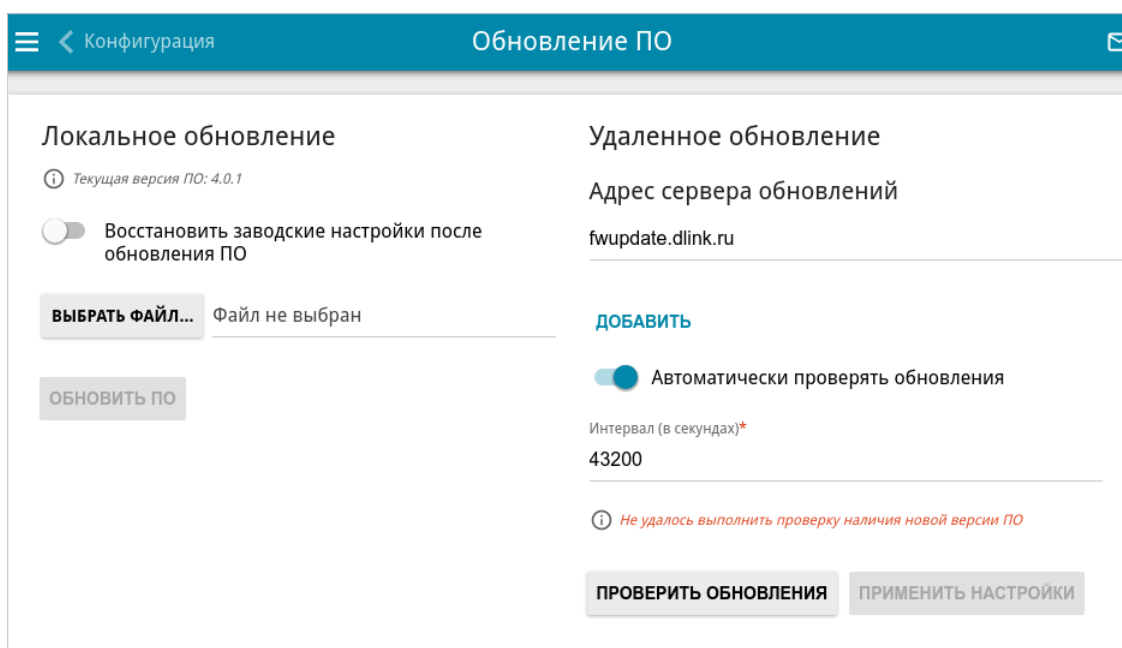 Конфигурация
Обновление ПО
Локальное обновление
Текущая версия ПО: 4.0.1
Восстановить заводские настройки после
обновления ПО
ВЫБРАТЬ ФАЙЛ...
Файл не выбран
ОБНОВИТЬ ПО
Удаленное обновление
Адрес сервера обновлений
fwupdate.dlink.ru
ДОБАВИТЬ
Автоматически проверять обновления
Интервал (в секундах)*
43200
Не удалось выполнить проверку наличия новой версии ПО
ПРОВЕРИТЬ ОБНОВЛЕНИЯ
ПРИМЕНИТЬ НАСТРОЙКИ